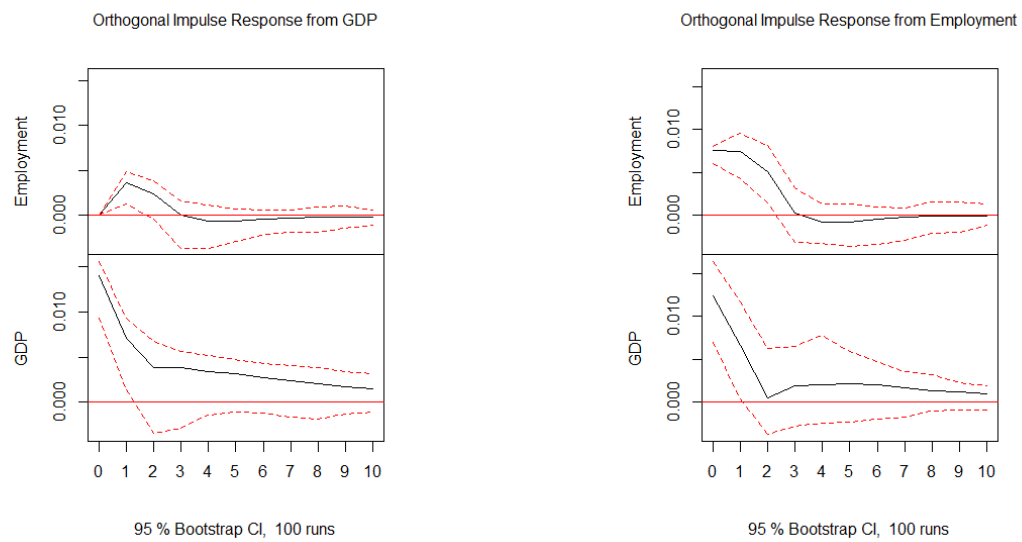 Orthogonal Impulse Response from GDP
Employment
0.010
0.000
GDP
0.010
0.000
0 1 2 3 4 5 6 7 8 9 10
95 % Bootstrap CI, 100 runs
Orthogonal Impulse Response from Employment
Employment
0.010
0.000
GDP
0.010
0.000
0 1 2 3 4 5 6 7 8 9 10
95 % Bootstrap CI, 100 runs